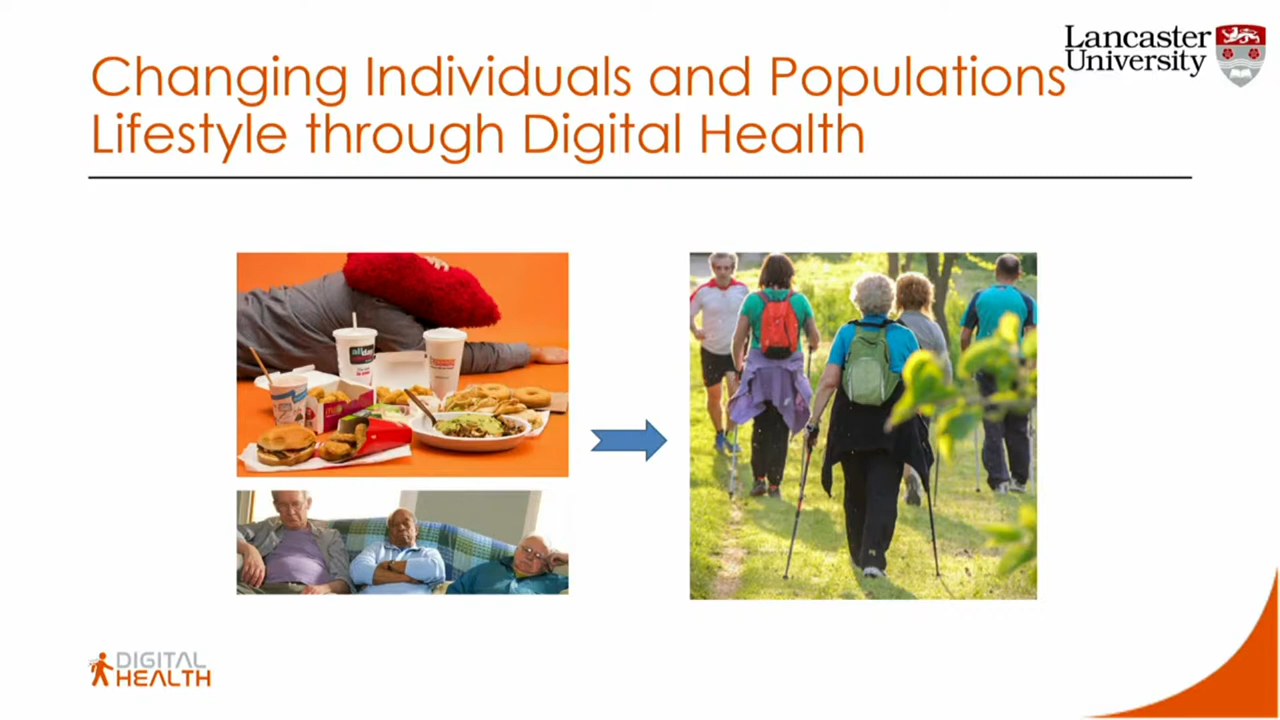 Changing Individuals and Populations
Lifestyle through Digital Health
Lancaster
University
DIGITAL
HEALTH